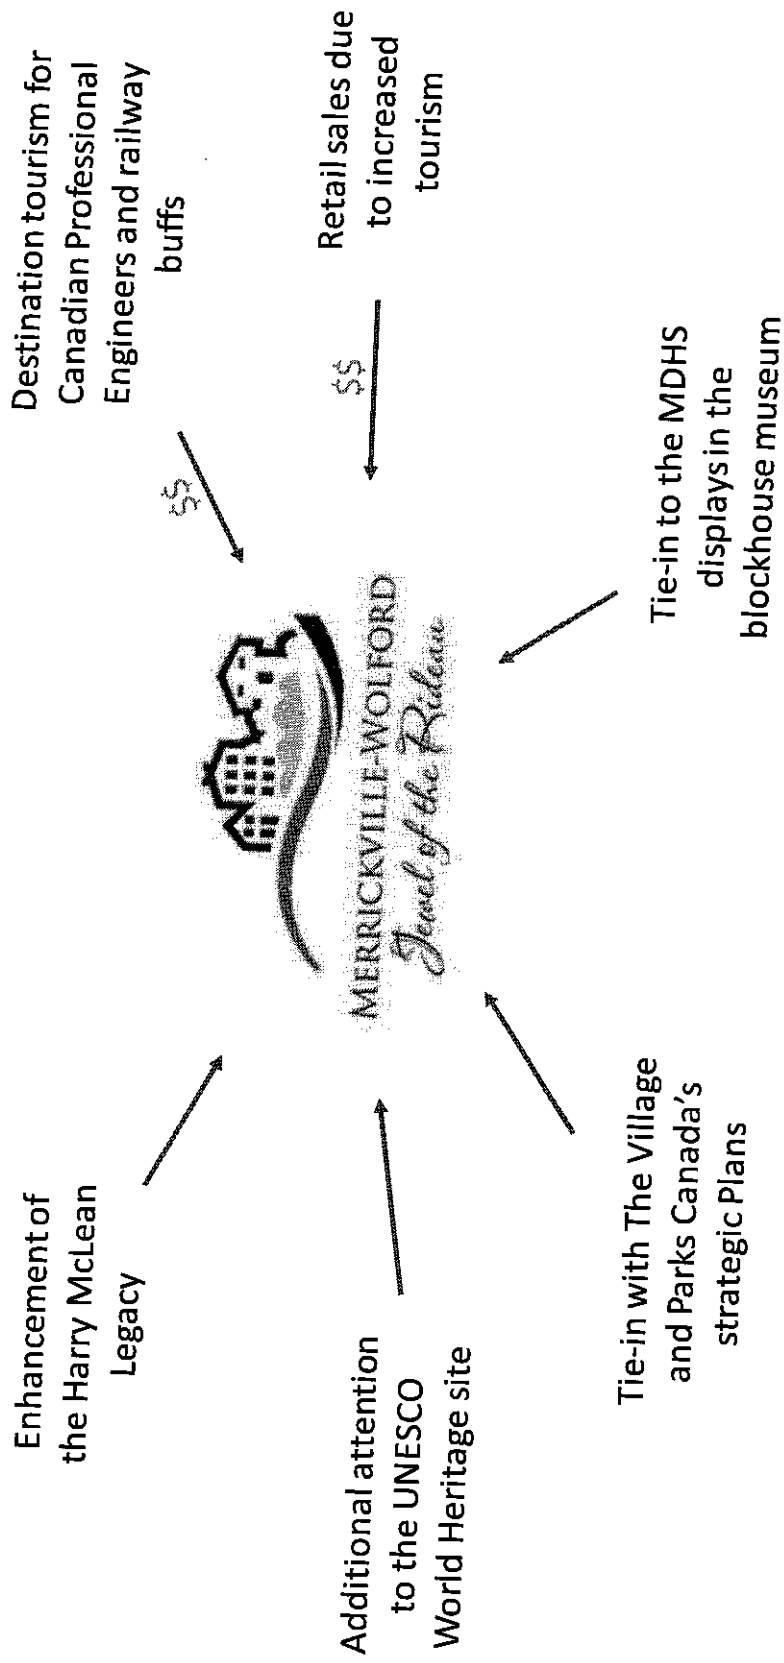 Enhancement of
the Harry McLean
Legacy
Destination tourism for
Canadian Professional
Engineers and railway
buffs
$$
Additional attention
to the UNESCO
World Heritage site
MERRICKVILLE-WOLFORD
Jewel of the Rideau
$$
Retail sales due
to increased
tourism
Tie-in with The Village
and Parks Canada's
strategic Plans
Tie-in to the MDHS
displays in the
blockhouse museum